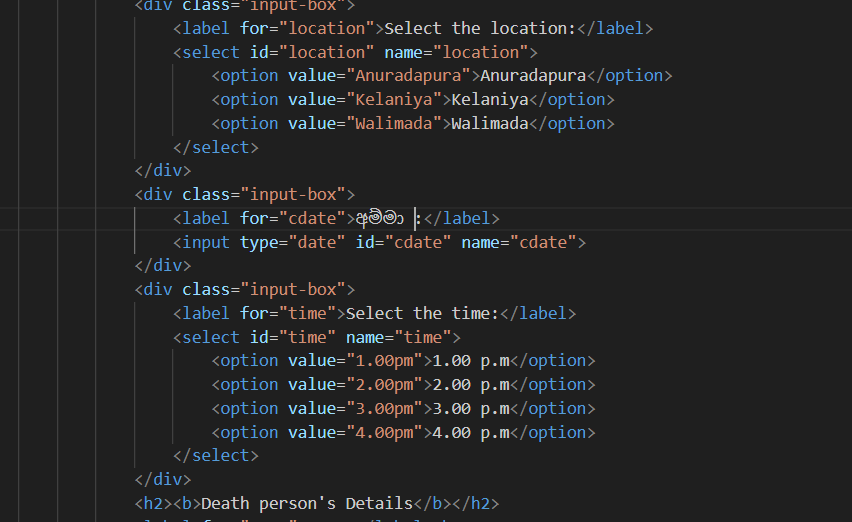 <div class="input-box">
<label for="location">Select the location:</label>
<select id="location" name="location">
<option value="Anuradapura">Anuradapura</option>
<option value="Kelaniya">Kelaniya</option>
<option value="Walimada">Walimada</option>
</select>
</div>
<div class="input-box">
<label for="cdate">අම්මා :</label>
<input type="date" id="cdate" name="cdate">
</div>
<div class="input-box">
<label for="time">Select the time:</label>
<select id="time" name="time">
<option value="1.00pm">1.00 p.m</option>
<option value="2.00pm">2.00 p.m</option>
<option value="3.00pm">3.00 p.m</option>
<option value="4.00pm">4.00 p.m</option>
</select>
</div>
<h2><b>Death person's Details</b></h2>